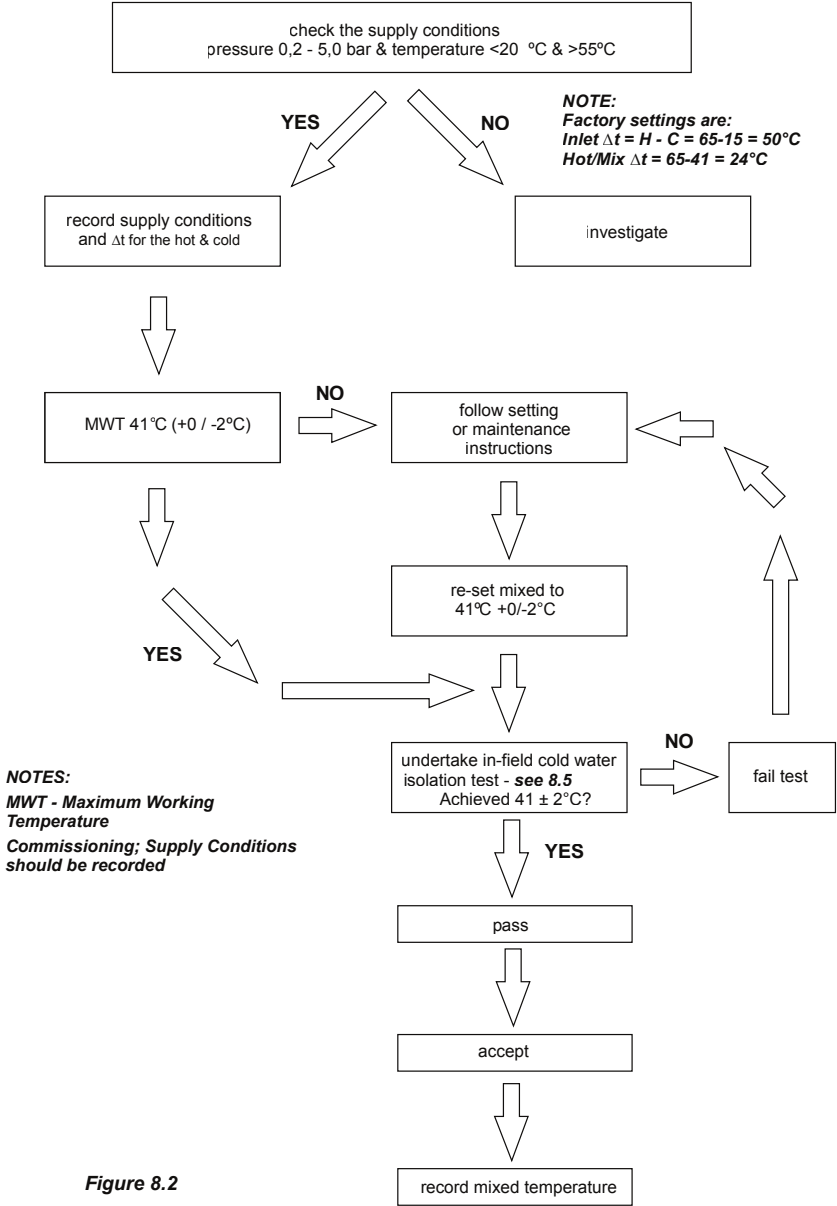 check the supply conditions
pressure 0,2 - 5,0 bar & temperature <20 ºC & >55ºC
YES
NO
NOTE:
Factory settings are:
Inlet ∆t = H - C = 65-15 = 50°C
Hot/Mix ∆t = 65-41 = 24°C
record supply conditions
and ∆t for the hot & cold
investigate
MWT 41°C (+0 / -2ºC)
NO
follow setting
or maintenance
instructions
re-set mixed to
41ºC +0/-2°C
YES
undertake in-field cold water
isolation test - see 8.5
Achieved 41 ± 2°C?
NO
fail test
NOTES:
MWT - Maximum Working
Temperature
Commissioning; Supply Conditions
should be recorded
YES
pass
accept
record mixed temperature
Figure 8.2